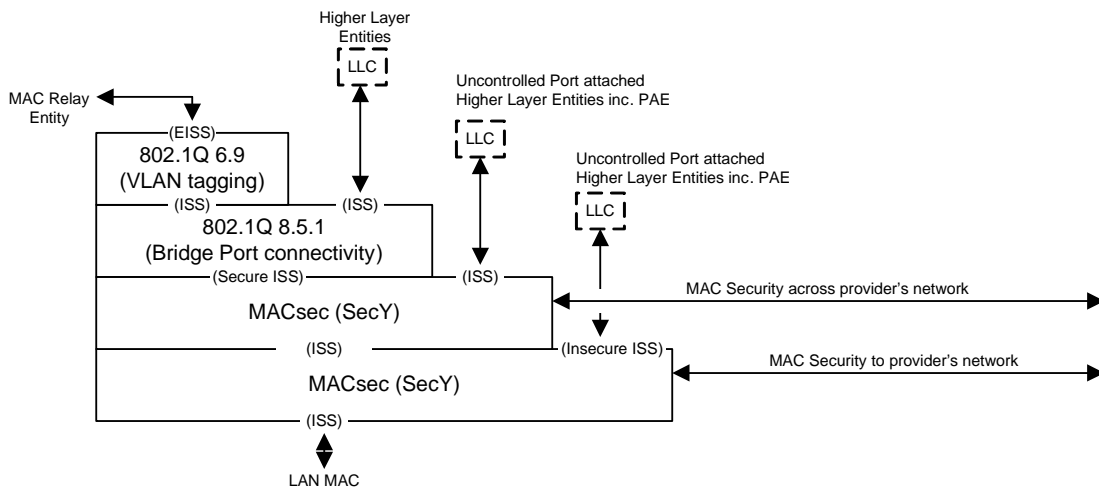 Higher Layer
Entities
LLC
MAC Relay
Entity
Uncontrolled Port attached
Higher Layer Entities inc. PAE
LLC
(EISS)
802.1Q 6.9
(VLAN tagging)
Uncontrolled Port attached
Higher Layer Entities inc. PAE
LLC
(ISS)
(ISS)
802.1Q 8.5.1
(Bridge Port connectivity)
(Secure ISS)
(ISS)
MACsec (SecY)
MAC Security across provider's network
(ISS)
(Insecure ISS)
MACsec (SecY)
MAC Security to provider's network
(ISS)
LAN MAC